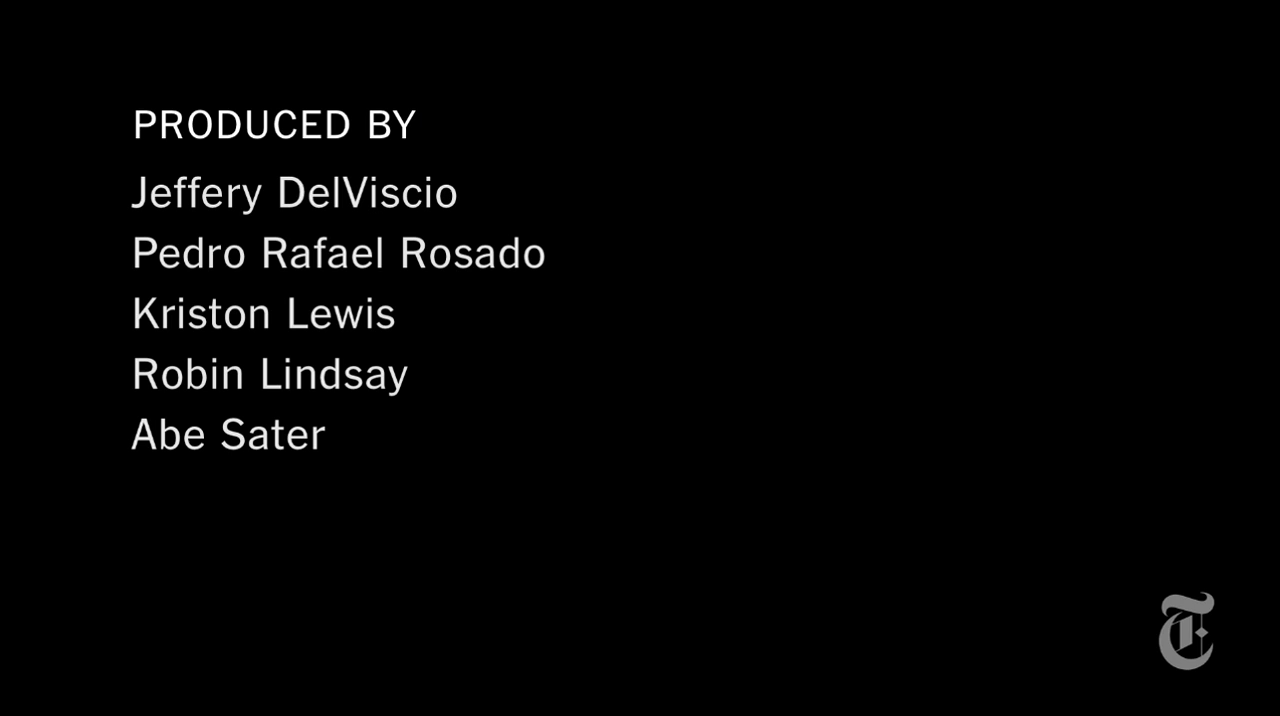 PRODUCED BY
Jeffery DelViscio
Pedro Rafael Rosado
Kriston Lewis
Robin Lindsay
Abe Sater
T